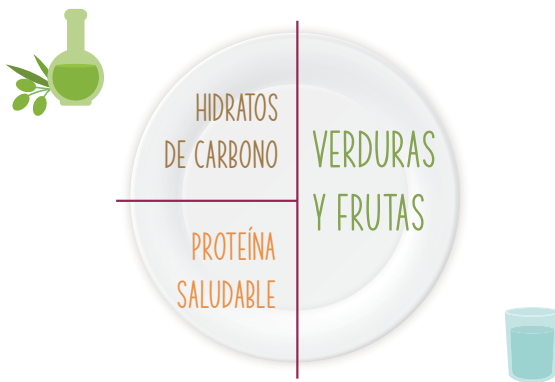 HIDRATOS
DE CARBONO
PROTEÍNA
SALUDABLE
VERDURAS
Y FRUTAS